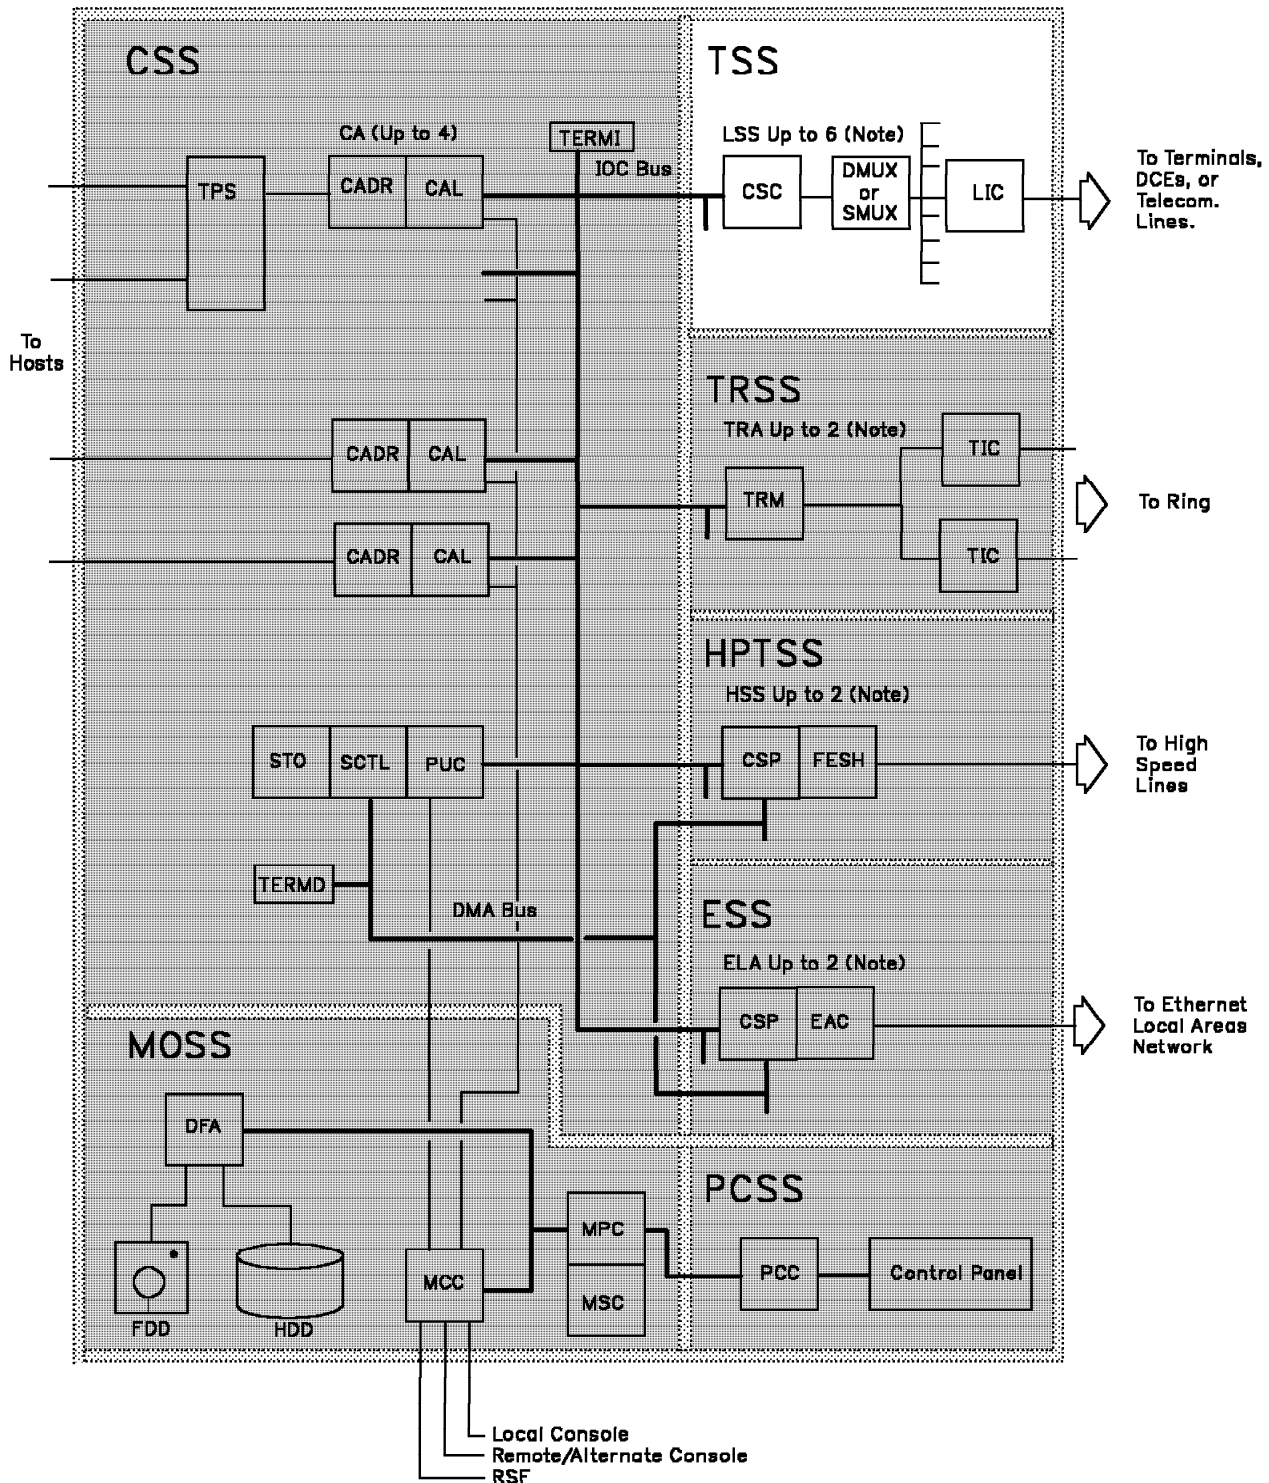 CSS
TSS
CA (Up to 4)
TERMI
IOC Bus
LSS Up to 6 (Note)
TPS
CADR
CAL
CSC
DMUX
or
SMUX
LIC
To Terminals,
DCEs, or
Telecom.
Lines.
To
Hosts
TRSS
TRA Up to 2 (Note)
CADR
CAL
TIC
TRM
To Ring
CADR
CAL
TIC
HPTSS
HSS Up to 2 (Note)
STO
SCTL
PUC
CSP
FESH
To High
Speed
Lines
TERMD
DMA Bus
ESS
ELA Up to 2 (Note)
CSP
EAC
To Ethernet
Local Areas
Network
MOSS
DFA
PCSS
MPC
MCC
MSC
PCC
Control Panel
FDD
HDD
Local Console
Remote/Alternate Console
RSF